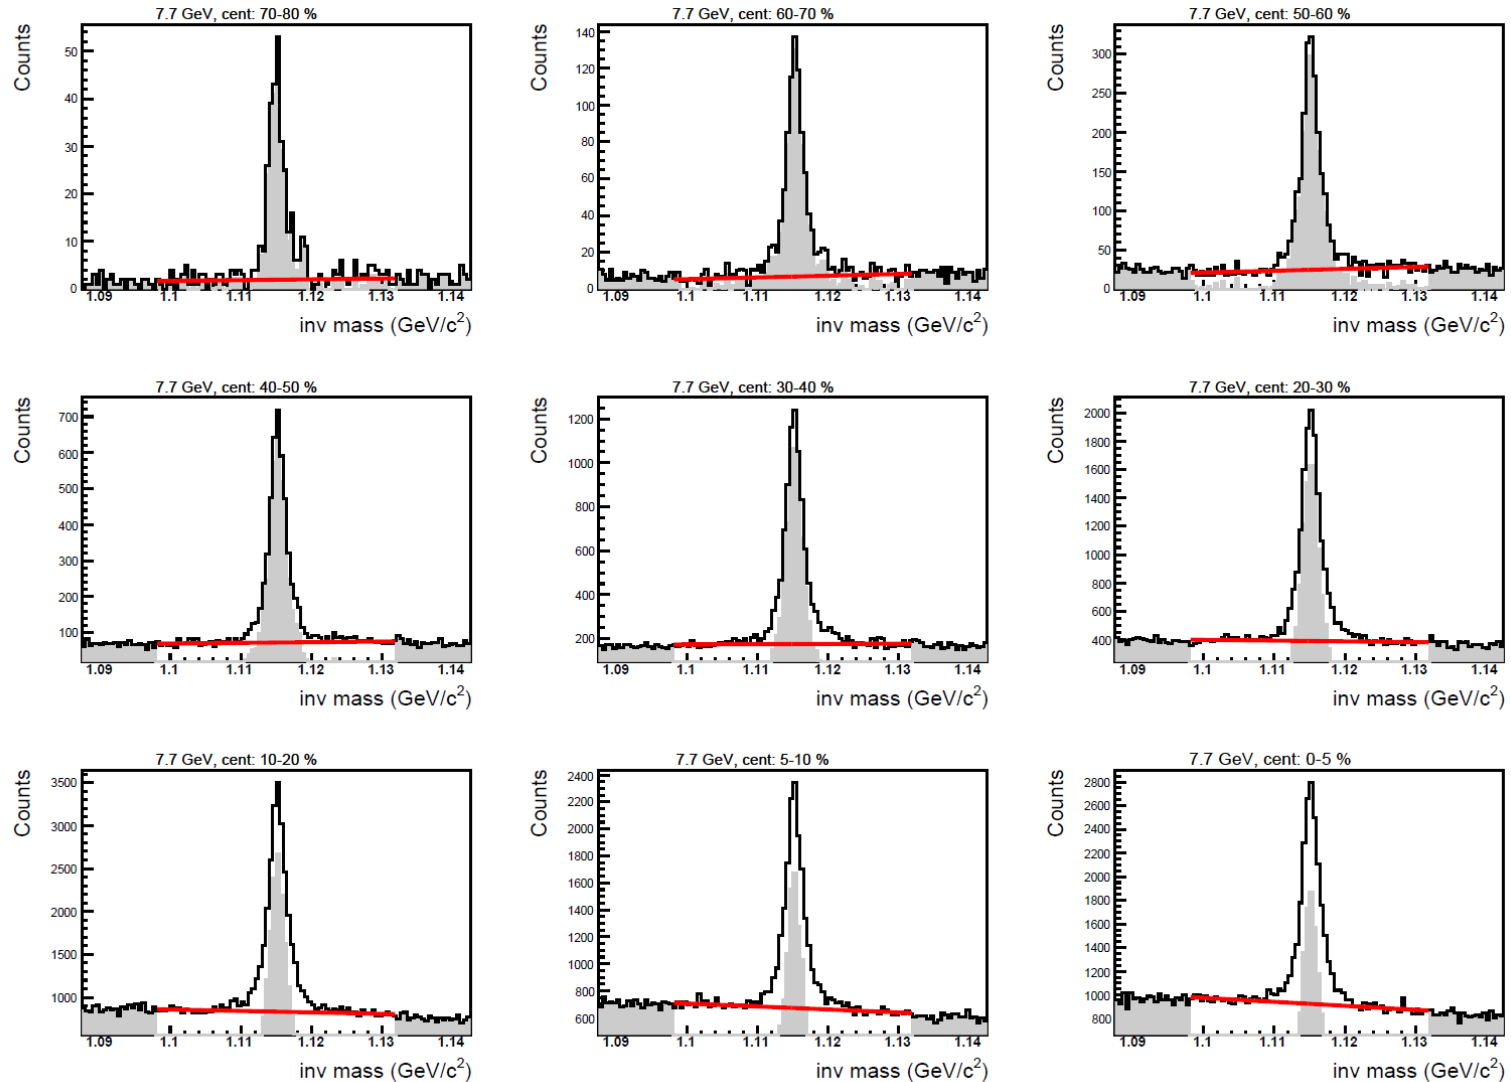 7.7 GeV, cent: 70-80 %
Counts
50
40
30
20
10
0
1.09 1.1 1.11 1.12 1.13 1.14
inv mass (GeV/c²)
7.7 GeV, cent: 60-70 %
Counts
140
120
100
80
60
40
20
0
1.09 1.1 1.11 1.12 1.13 1.14
inv mass (GeV/c²)
7.7 GeV, cent: 50-60 %
Counts
300
250
200
150
100
50
0
1.09 1.1 1.11 1.12 1.13 1.14
inv mass (GeV/c²)
7.7 GeV, cent: 40-50 %
Counts
700
600
500
400
300
200
100
1.09 1.1 1.11 1.12 1.13 1.14
inv mass (GeV/c²)
7.7 GeV, cent: 30-40 %
Counts
1200
1000
800
600
400
200
1.09 1.1 1.11 1.12 1.13 1.14
inv mass (GeV/c²)
7.7 GeV, cent: 20-30 %
Counts
2000
1800
1600
1400
1200
1000
800
600
400
1.09 1.1 1.11 1.12 1.13 1.14
inv mass (GeV/c²)
7.7 GeV, cent: 10-20 %
Counts
3500
3000
2500
2000
1500
1000
1.09 1.1 1.11 1.12 1.13 1.14
inv mass (GeV/c²)
7.7 GeV, cent: 5-10 %
Counts
2400
2200
2000
1800
1600
1400
1200
1000
800
600
1.09 1.1 1.11 1.12 1.13 1.14
inv mass (GeV/c²)
7.7 GeV, cent: 0-5 %
Counts
2800
2600
2400
2200
2000
1800
1600
1400
1200
1000
800
1.09 1.1 1.11 1.12 1.13 1.14
inv mass (GeV/c²)